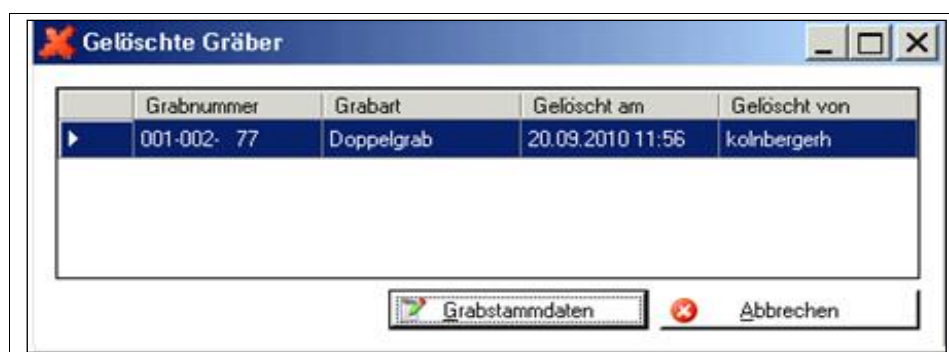 Gelöschte Gräber
Grabnummer Grabart Gelöscht am Gelöscht von
001-002- 77 Doppelgrab 20.09.2010 11:56 kolnbergerh
Grabstammdaten Abbrechen